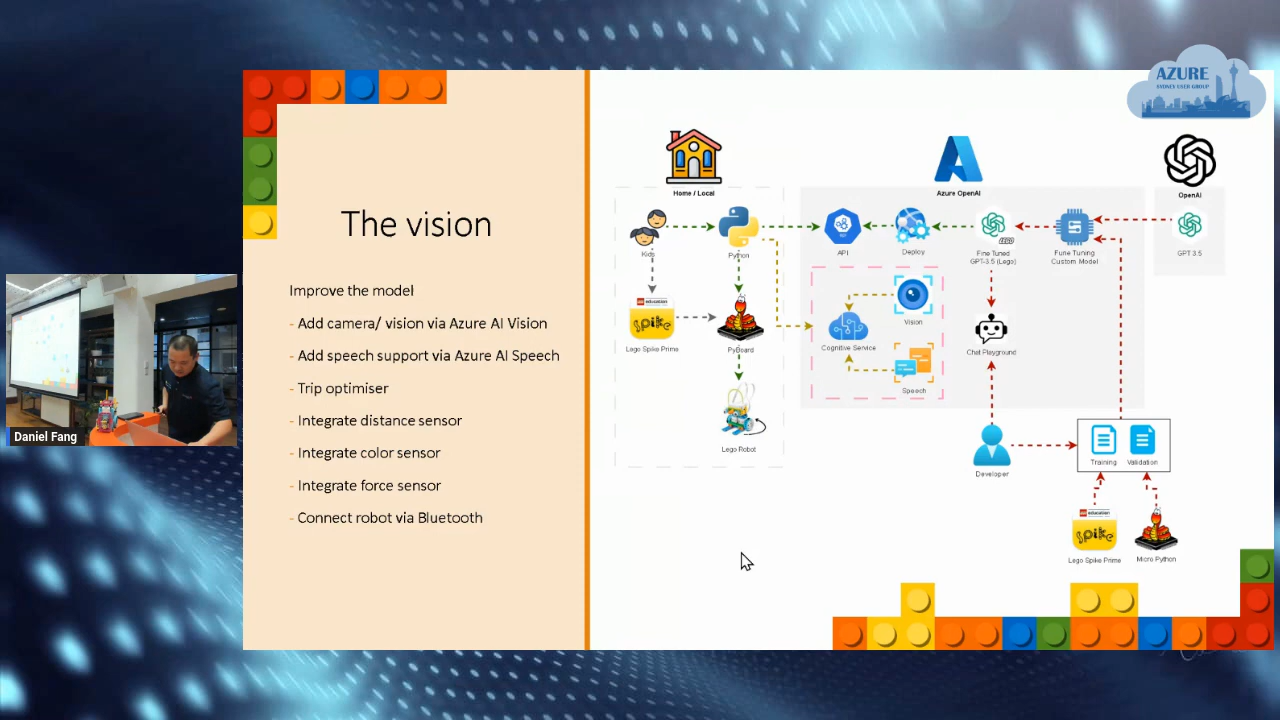 AZURE
SYDNEY USER GROUP
The vision
Improve the model
- Add camera/ vision via Azure AI Vision
- Add speech support via Azure AI Speech
- Trip optimiser
- Integrate distance sensor
- Integrate color sensor
- Integrate force sensor
- Connect robot via Bluetooth
Daniel Fang
Home / Local
Azure OpenAI
OpenAI
Kids
Python
API
Deploy
Fine Tuned
GPT-3.5 (Lego)
Fune Tuning
Custom Model
GPT 3.5
education
spike
Lego Spike Prime
PyBoard
Cognitive Service
Vision
Chat Playground
Speech
Lego Robot
Developer
Training
Validation
education
spike
Lego Spike Prime
Micro Python